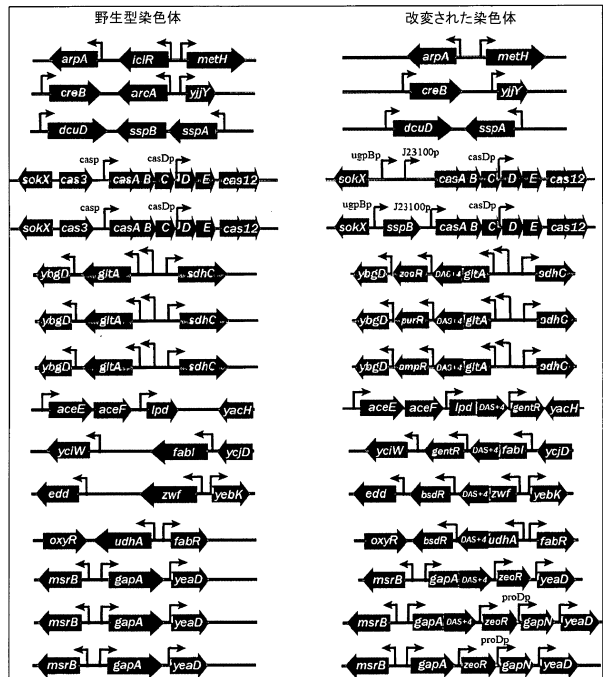 野生型染色体 改変された染色体
arpA iclR metH arpA metH
creB arcA yjjY creB yjjY
dcuD sspB sspA dcuD sspA
casp casDp ugpBp J23100p casDp
sokX cas3 casA B C D E cas12 sokX casA B C D E cas12
casp casDp ugpBp J23100p casDp
sokX cas3 casA B C D E cas12 sokX sspB casA B C D E cas12
ybgD gltA sdhC ybgD zeoR DAS+4 gltA sdhC
ybgD gltA sdhC ybgD purR DAS+4 gltA sdhC
ybgD gltA sdhC ybgD ampR DAS+4 gltA sdhC
aceE aceF lpd yacH aceE aceF lpd DAS+4 gentR yacH
yciW fabI ycjD yciW gentR DAS+4 fabI ycjD
edd zwf yebK edd bsdR DAS+4 zwf yebK
oxyR udhA fabR oxyR bsdR DAS+4 udhA fabR
msrB gapA yeaD msrB gapA DAS+4 zeoR yeaD
proDp
msrB gapA yeaD msrB gapA DAS+4 zeoR gapN yeaD
proDp
msrB gapA yeaD msrB gapA zeoR gapN yeaD